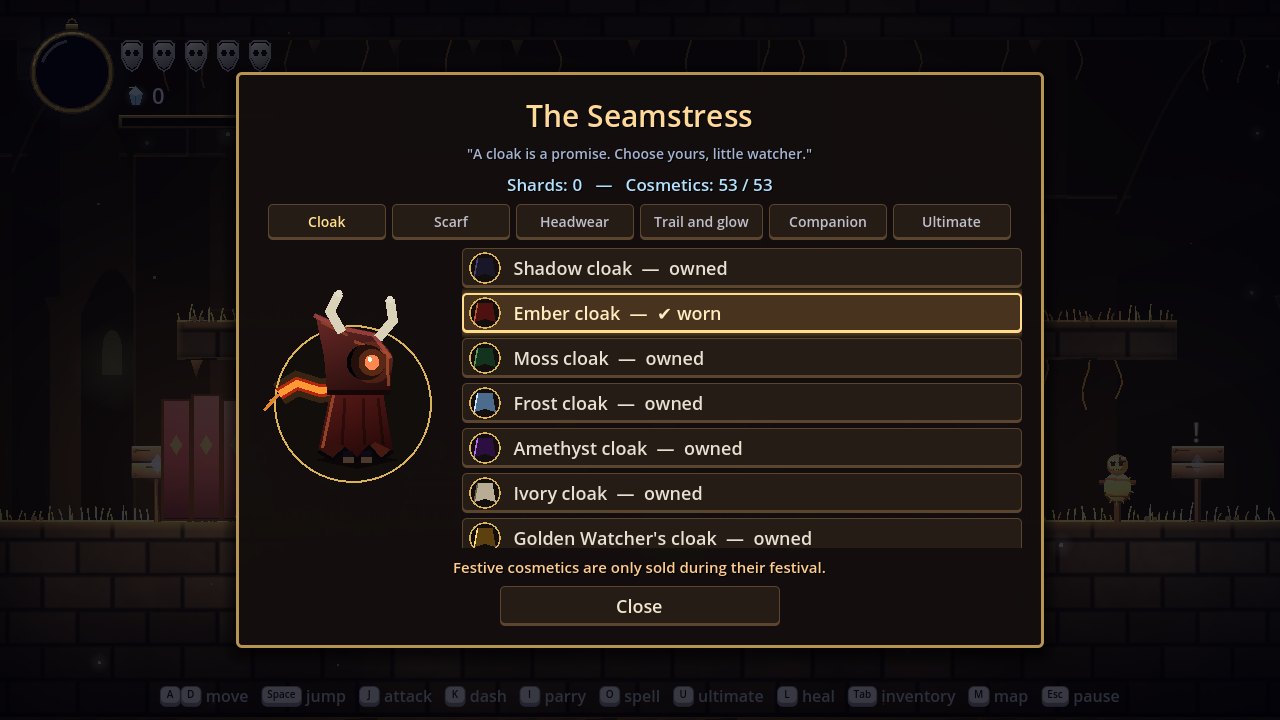 0
The Seamstress
"A cloak is a promise. Choose yours, little watcher."
Shards: 0 — Cosmetics: 53 / 53
Cloak Scarf Headwear Trail and glow Companion Ultimate
Shadow cloak — owned
Ember cloak — ✔ worn
Moss cloak — owned
Frost cloak — owned
Amethyst cloak — owned
Ivory cloak — owned
Golden Watcher's cloak — owned
!
Festive cosmetics are only sold during their festival.
Close
A D move Space jump J attack K dash I parry O spell U ultimate L heal Tab inventory M map Esc pause